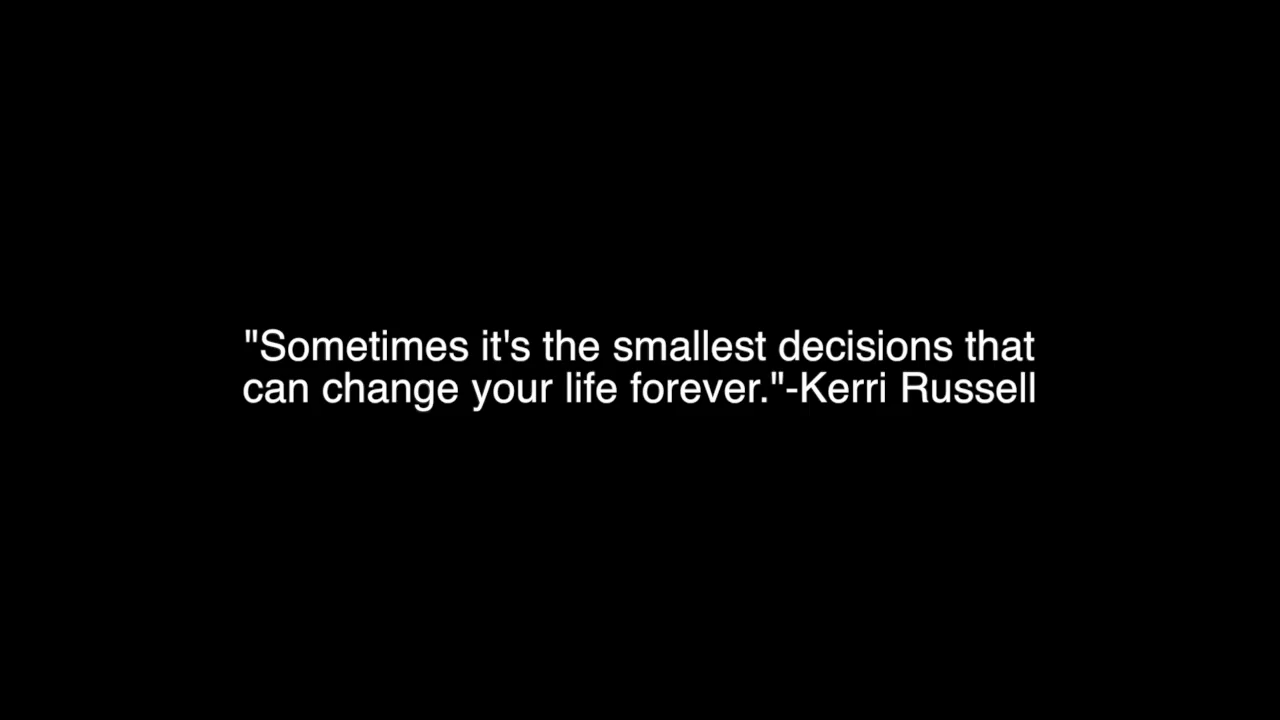 "Sometimes it's the smallest decisions that
can change your life forever."-Kerri Russell